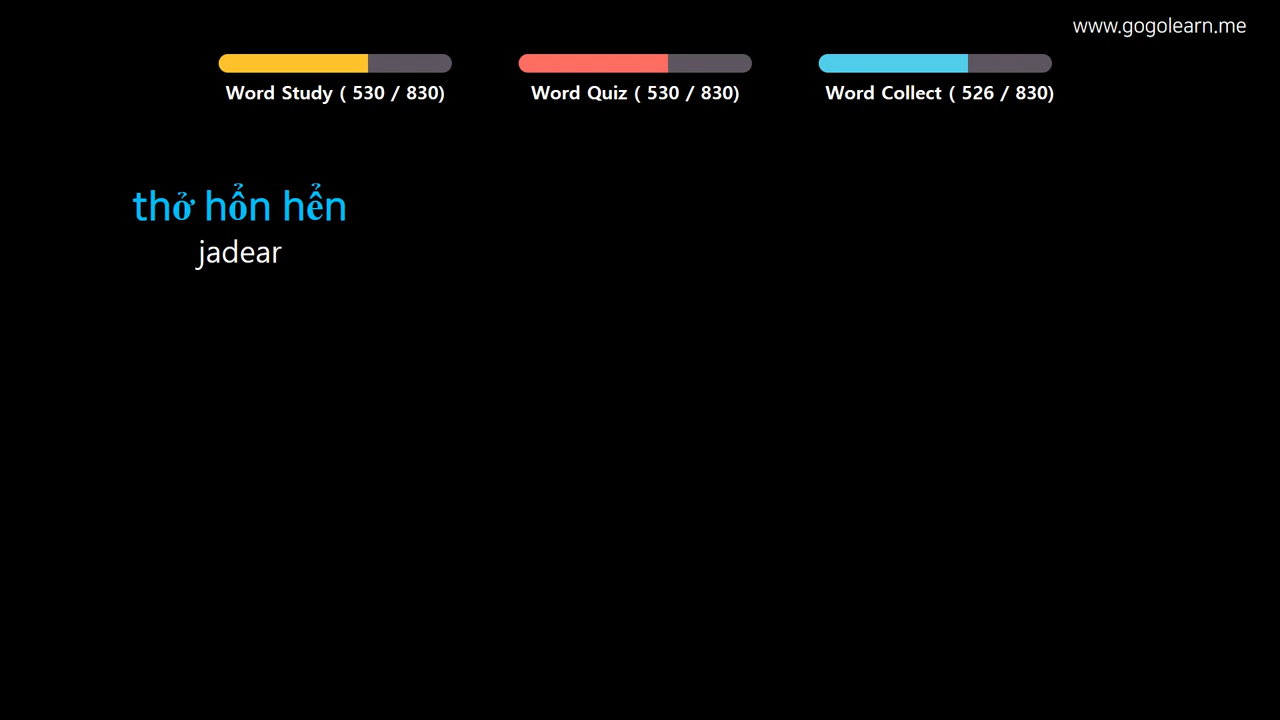 www.gogolearn.me
Word Study ( 530 / 830)
Word Quiz ( 530 / 830)
Word Collect ( 526 / 830)
thở hổn hển
jadear